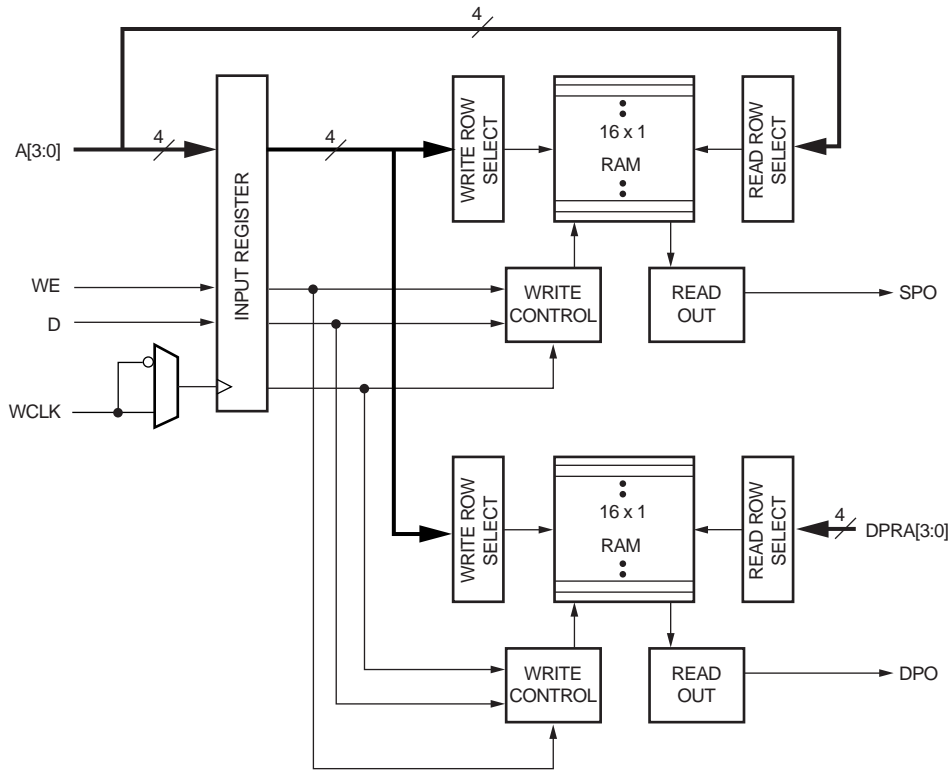 4
A[3:0]
4
INPUT REGISTER
4
WRITE ROW
SELECT
16 x 1
RAM
READ ROW
SELECT
WE
D
WCLK
WRITE
CONTROL
READ
OUT
SPO
WRITE ROW
SELECT
16 x 1
RAM
READ ROW
SELECT
4
DPRA[3:0]
WRITE
CONTROL
READ
OUT
DPO